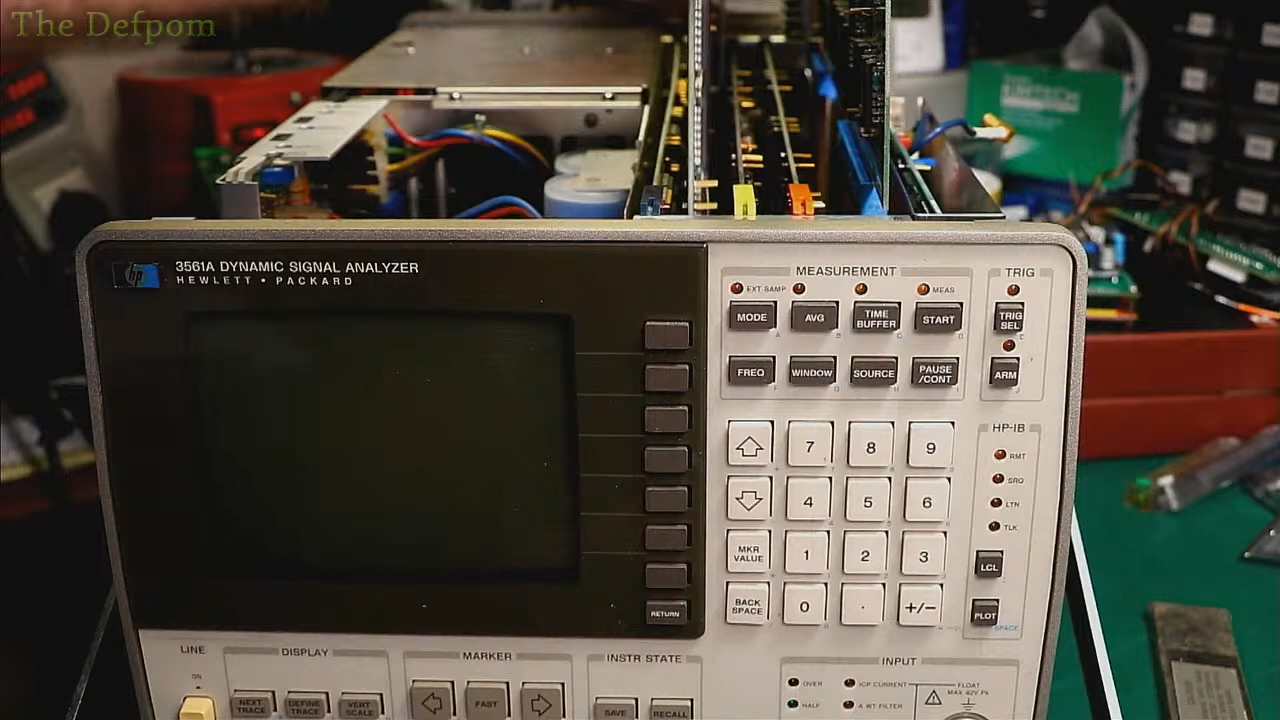 The Defpom
hp
3561A DYNAMIC SIGNAL ANALYZER
HEWLETT • PACKARD
MEASUREMENT
TRIG
EXT SAMP
MEAS
MODE
AVG
TIME BUFFER
START
TRIG SEL
FREQ
WINDOW
SOURCE
PAUSE /CONT
ARM
HP-IB
7
8
9
RMT
SRQ
4
5
6
LTN
TLK
MKR VALUE
1
2
3
LCL
BACK SPACE
0
.
+/−
PLOT
SPACE
RETURN
LINE
DISPLAY
MARKER
INSTR STATE
INPUT
ON
OVER
ICP CURRENT
FLOAT
MAX 42V Pk
HALF
A WT FILTER
NEXT TRACE
DEFINE TRACE
VERT SCALE
FAST
SAVE
RECALL